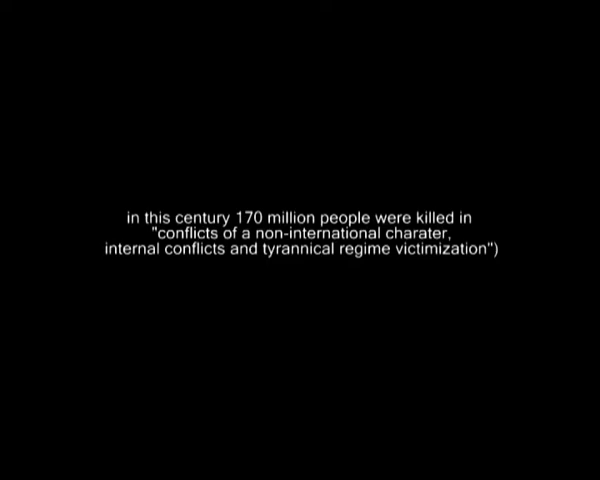 in this century 170 million people were killed in
"conflicts of a non-international charater,
internal conflicts and tyrannical regime victimization")